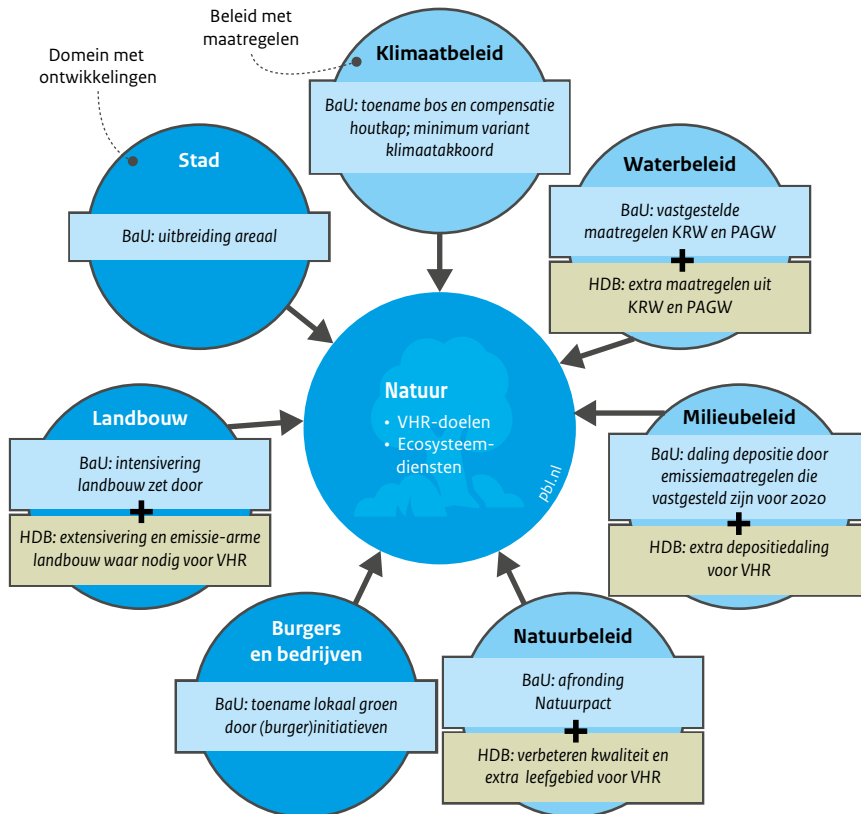 Beleid met
maatregelen
Domein met
ontwikkelingen
Klimaatbeleid
BaU: toename bos en compensatie
houtkap; minimum variant
klimaatakkoord
Stad
BaU: uitbreiding areaal
Waterbeleid
BaU: vastgestelde
maatregelen KRW en PAGW
+
HDB: extra maatregelen uit
KRW en PAGW
Natuur
• VHR-doelen
• Ecosysteem-
diensten
pbl.nl
Landbouw
BaU: intensivering
landbouw zet door
+
HDB: extensivering en emissie-arme
landbouw waar nodig voor VHR
Milieubeleid
BaU: daling depositie door
emissiemaatregelen die
vastgesteld zijn voor 2020
+
HDB: extra depositiedaling
voor VHR
Burgers
en bedrijven
BaU: toename lokaal groen
door (burger)initiatieven
Natuurbeleid
BaU: afronding
Natuurpact
+
HDB: verbeteren kwaliteit en
extra leefgebied voor VHR